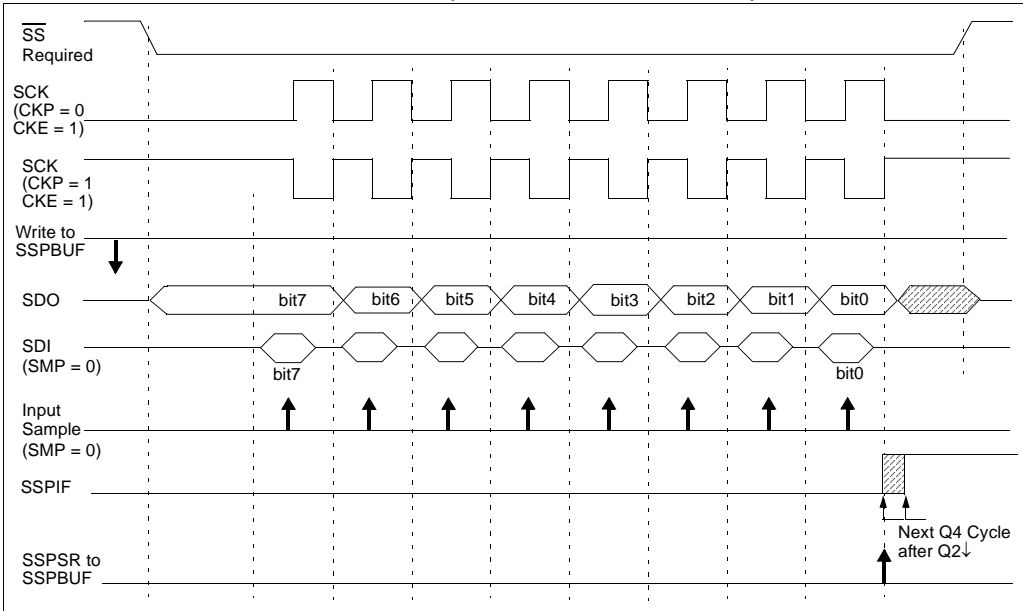 SS
Required
SCK
(CKP = 0
CKE = 1)
SCK
(CKP = 1
CKE = 1)
Write to
SSPBUF
SDO
bit7 bit6 bit5 bit4 bit3 bit2 bit1 bit0
SDI
(SMP = 0)
bit7 bit0
Input
Sample
(SMP = 0)
SSPIF
Next Q4 Cycle
after Q2↓
SSPSR to
SSPBUF